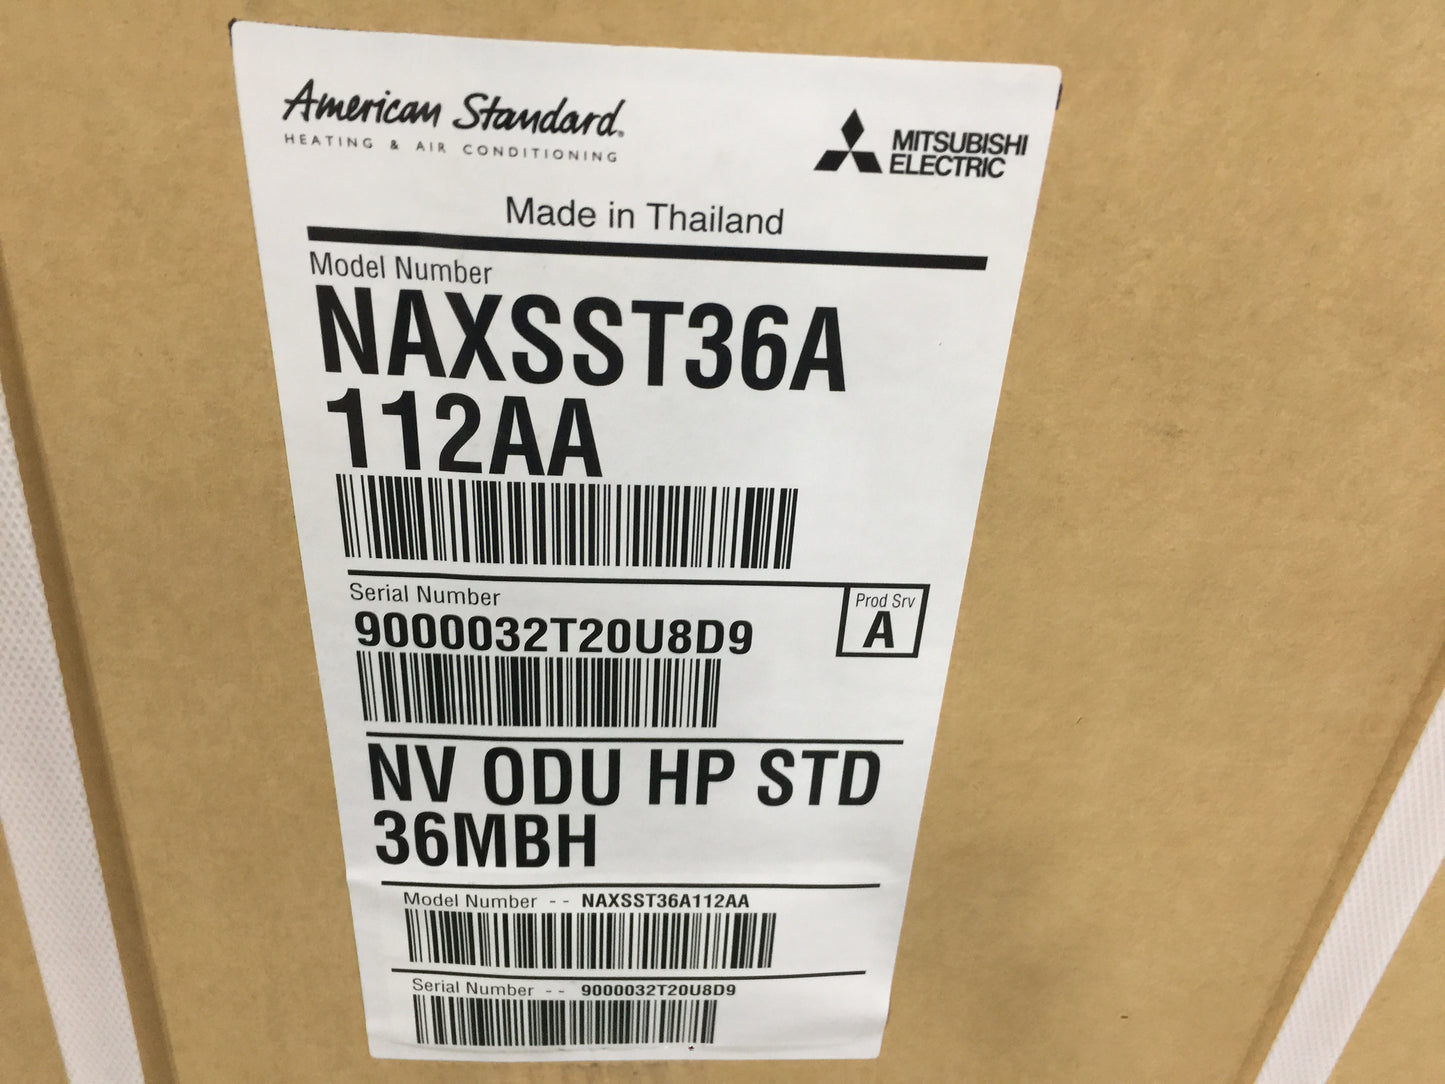 American Standard
HEATING & AIR CONDITIONING
MITSUBISHI
ELECTRIC
Made in Thailand
Model Number
NAXSST36A
112AA
Serial Number
9000032T20U8D9
Prod Srv
A
NV ODU HP STD
36MBH
Model Number -- NAXSST36A112AA
Serial Number -- 9000032T20U8D9